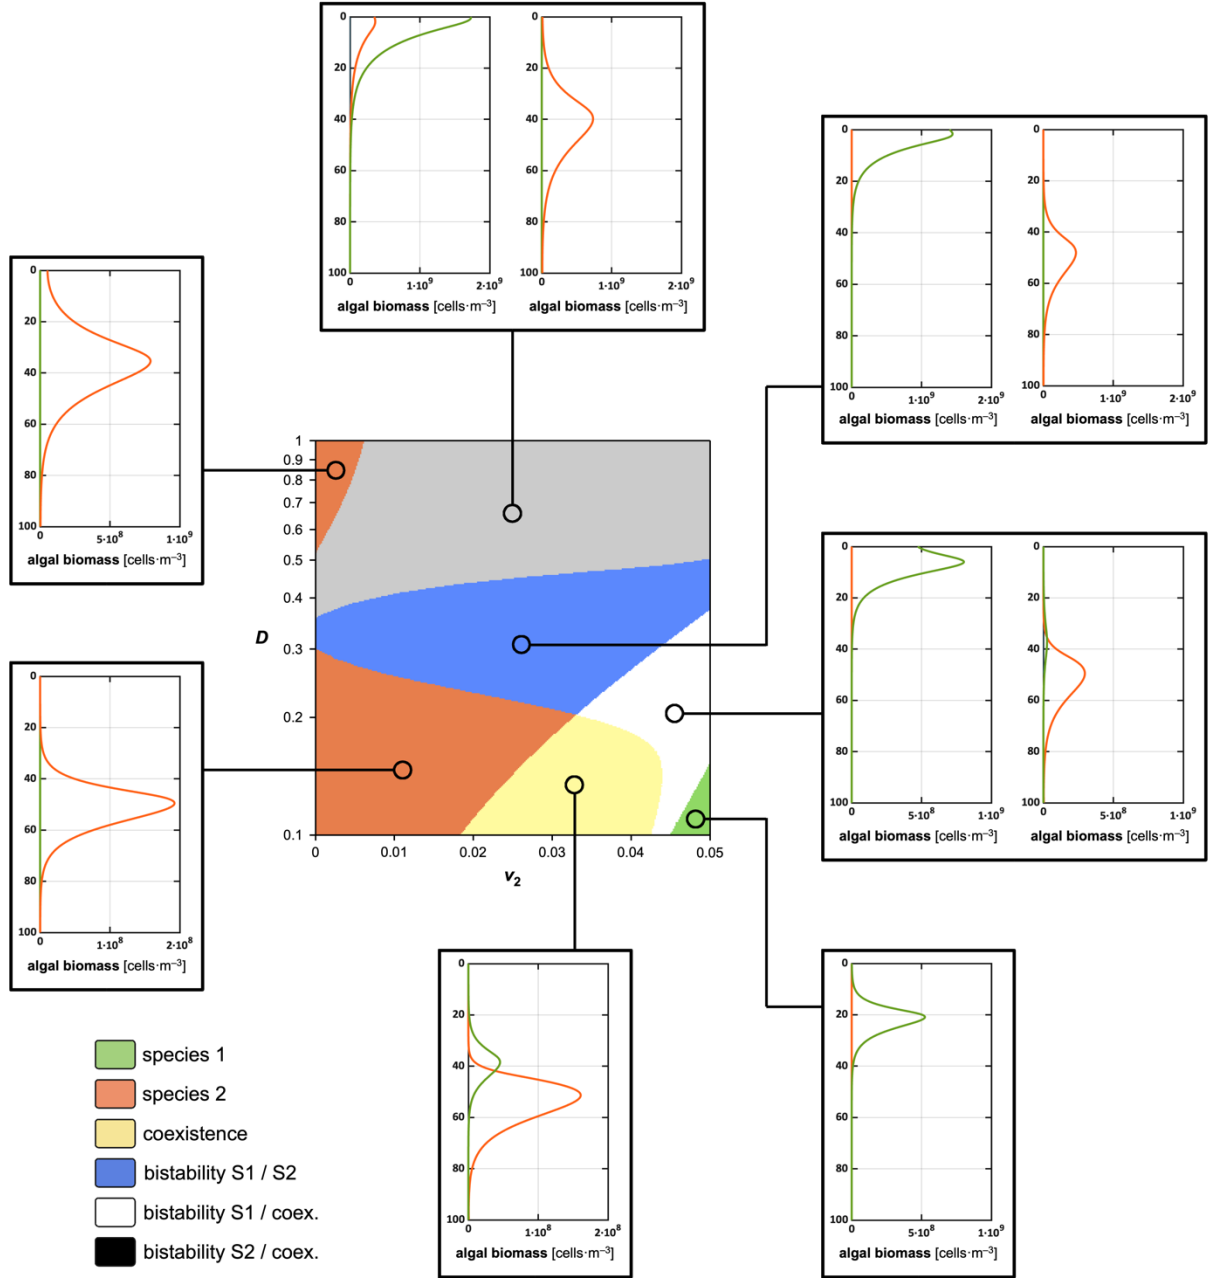 0
20
40
60
80
100
0 1·10⁹ 2·10⁹
algal biomass [cells·m⁻³]
0
20
40
60
80
100
0 1·10⁹ 2·10⁹
algal biomass [cells·m⁻³]
0
20
40
60
80
100
0 1·10⁹ 2·10⁹
algal biomass [cells·m⁻³]
0
20
40
60
80
100
0 1·10⁹ 2·10⁹
algal biomass [cells·m⁻³]
0
20
40
60
80
100
0 5·10⁸ 1·10⁹
algal biomass [cells·m⁻³]
1
0.9
0.8
0.7
0.6
0.5
0.4
0.3
0.2
0.1
D
0 0.01 0.02 0.03 0.04 0.05
v₂
0
20
40
60
80
100
0 5·10⁸ 1·10⁹
algal biomass [cells·m⁻³]
0
20
40
60
80
100
0 5·10⁸ 1·10⁹
algal biomass [cells·m⁻³]
0
20
40
60
80
100
0 1·10⁸ 2·10⁸
algal biomass [cells·m⁻³]
0
20
40
60
80
100
0 1·10⁸ 2·10⁸
algal biomass [cells·m⁻³]
0
20
40
60
80
100
0 5·10⁸ 1·10⁹
algal biomass [cells·m⁻³]
species 1
species 2
coexistence
bistability S1 / S2
bistability S1 / coex.
bistability S2 / coex.